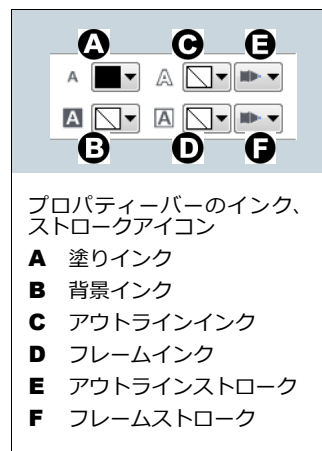 A C E
A A
A A
B D F
プロパティーバーのインク、
ストロークアイコン
A 塗りインク
B 背景インク
C アウトラインインク
D フレームインク
E アウトラインストローク
F フレームストローク